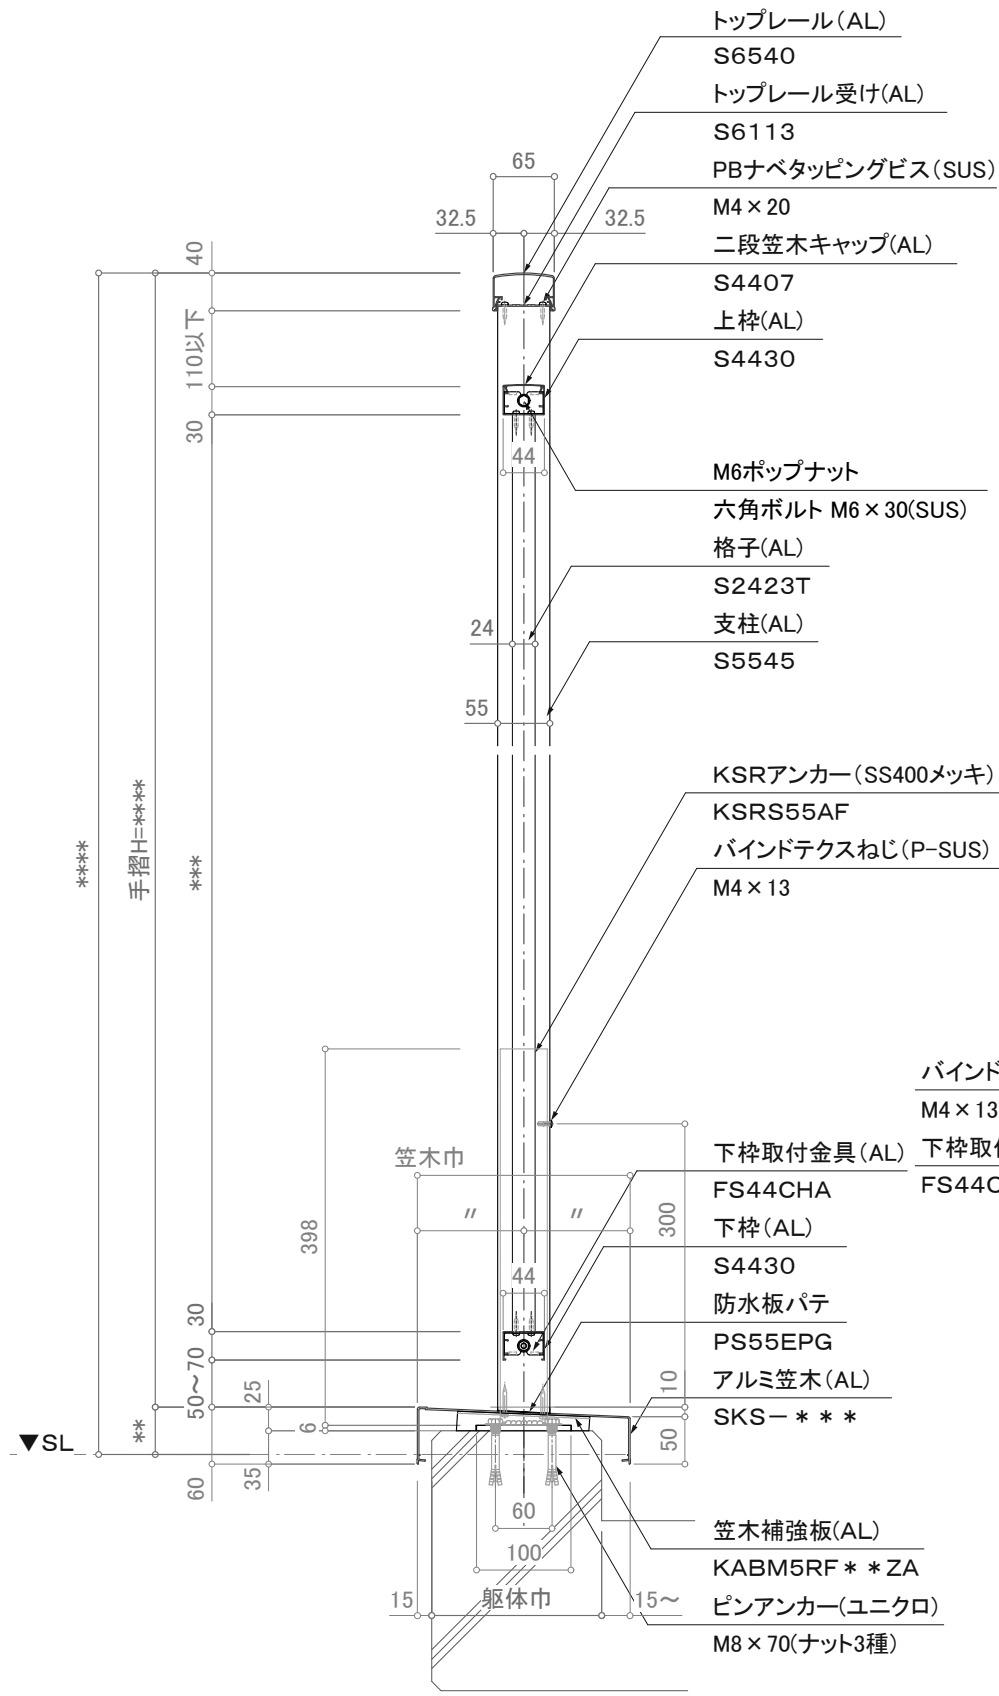 トップレール(AL)
S6540
トップレール受け(AL)
S6113
PBナベタッピングビス(SUS)
M4×20
二段笠木キャップ(AL)
S4407
上枠(AL)
S4430
M6ポップナット
六角ボルト M6×30(SUS)
格子(AL)
S2423T
支柱(AL)
S5545
KSRアンカー(SS400メッキ)
KSRS55AF
バインドテクスねじ(P-SUS)
M4×13
バインド
M4×13
下枠取付金具(AL)
FS44CHA
下枠取
FS44C
下枠(AL)
S4430
防水板パテ
PS55EPG
アルミ笠木(AL)
SKS-***
笠木補強板(AL)
KABM5RF**ZA
ピンアンカー(ユニクロ)
M8×70(ナット3種)
65
32.5
32.5
40
110以下
30
44
24
55
****
手摺H=****
***
398
笠木巾
〃
〃
300
44
30
50~70
25
**
6
10
50
▼SL
60
35
60
100
15
躯体巾
15~